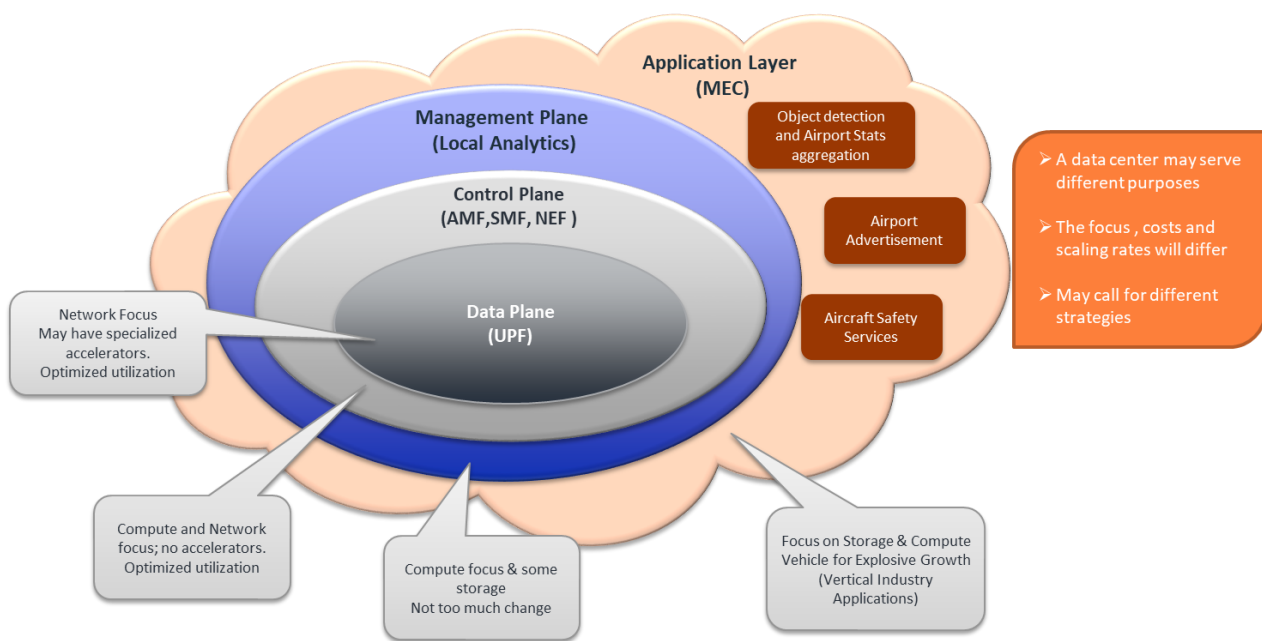 Application Layer
(MEC)
Management Plane
(Local Analytics)
Control Plane
(AMF,SMF, NEF )
Data Plane
(UPF)
Object detection
and Airport Stats
aggregation
Airport
Advertisement
Aircraft Safety
Services
➢ A data center may serve
different purposes
➢ The focus , costs and
scaling rates will differ
➢ May call for different
strategies
Network Focus
May have specialized
accelerators.
Optimized utilization
Compute and Network
focus; no accelerators.
Optimized utilization
Compute focus & some
storage
Not too much change
Focus on Storage & Compute
Vehicle for Explosive Growth
(Vertical Industry
Applications)